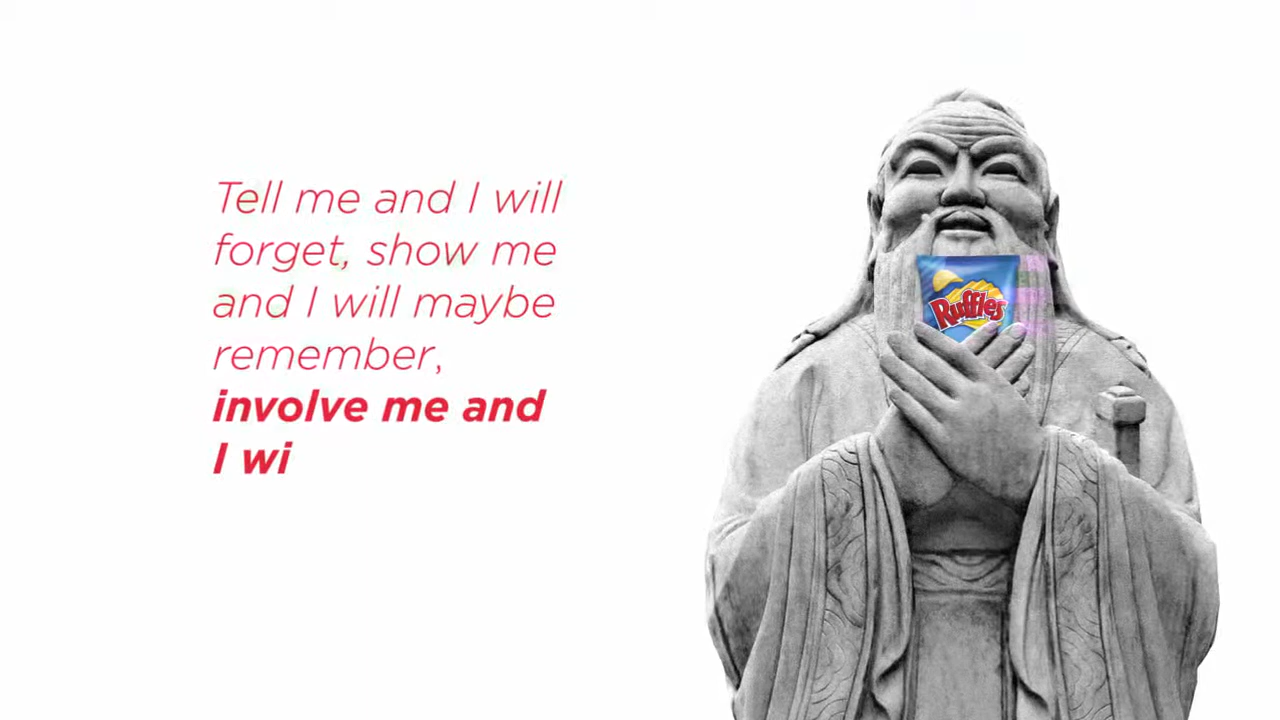 Tell me and I will
forget, show me
and I will maybe
remember,
involve me and
I wi
Ruffles